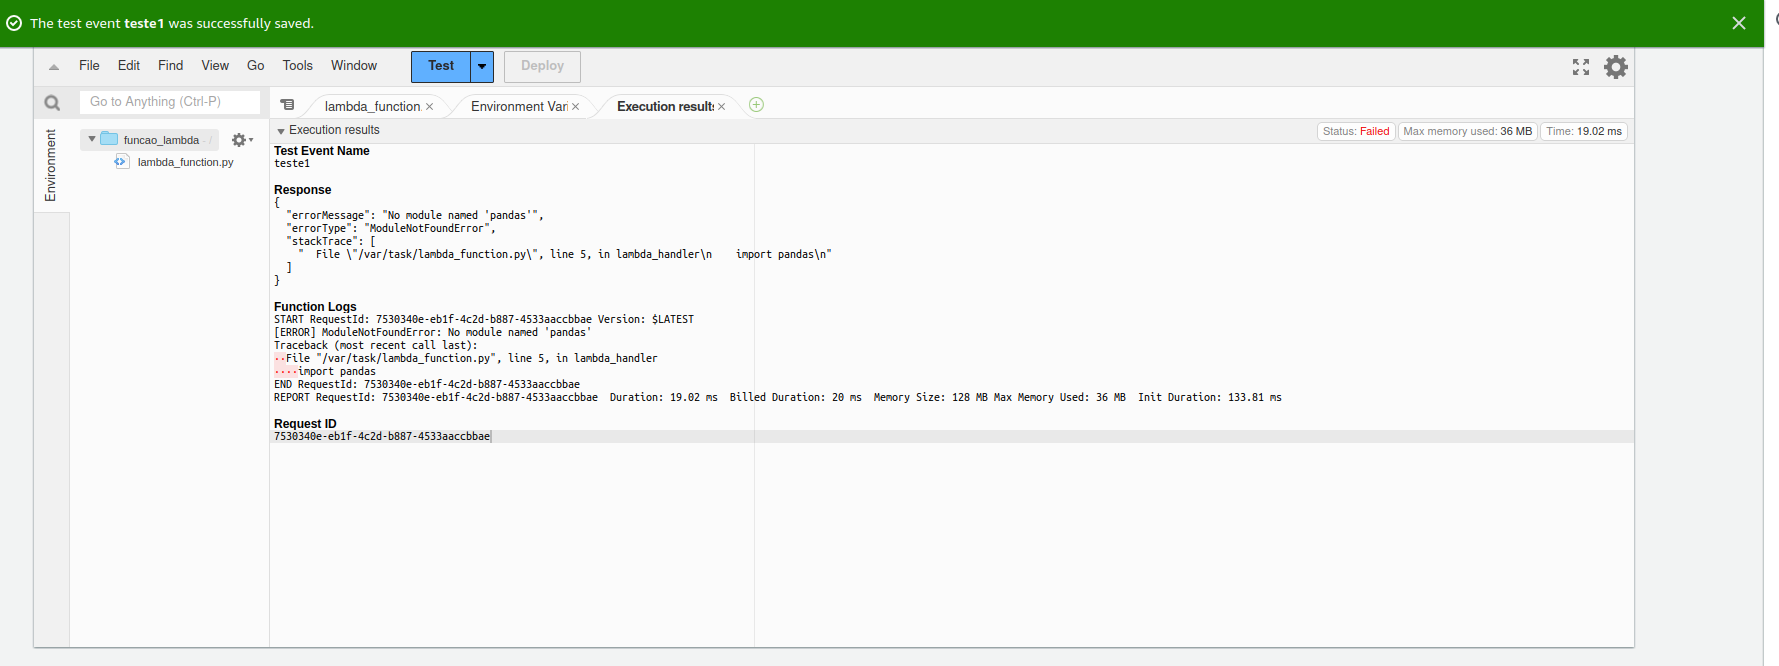 The test event teste1 was successfully saved.
File Edit Find View Go Tools Window Test Deploy
Go to Anything (Ctrl-P)
lambda_function Environment Vari Execution results
Environment
funcao_lambda - /
lambda_function.py
Execution results Status: Failed Max memory used: 36 MB Time: 19.02 ms
Test Event Name
teste1
Response
{
"errorMessage": "No module named 'pandas'",
"errorType": "ModuleNotFoundError",
"stackTrace": [
"  File \"/var/task/lambda_function.py\", line 5, in lambda_handler\n    import pandas\n"
]
}
Function Logs
START RequestId: 7530340e-eb1f-4c2d-b887-4533aaccbbae Version: $LATEST
[ERROR] ModuleNotFoundError: No module named 'pandas'
Traceback (most recent call last):
··File "/var/task/lambda_function.py", line 5, in lambda_handler
····import pandas
END RequestId: 7530340e-eb1f-4c2d-b887-4533aaccbbae
REPORT RequestId: 7530340e-eb1f-4c2d-b887-4533aaccbbae  Duration: 19.02 ms  Billed Duration: 20 ms  Memory Size: 128 MB Max Memory Used: 36 MB  Init Duration: 133.81 ms
Request ID
7530340e-eb1f-4c2d-b887-4533aaccbbae